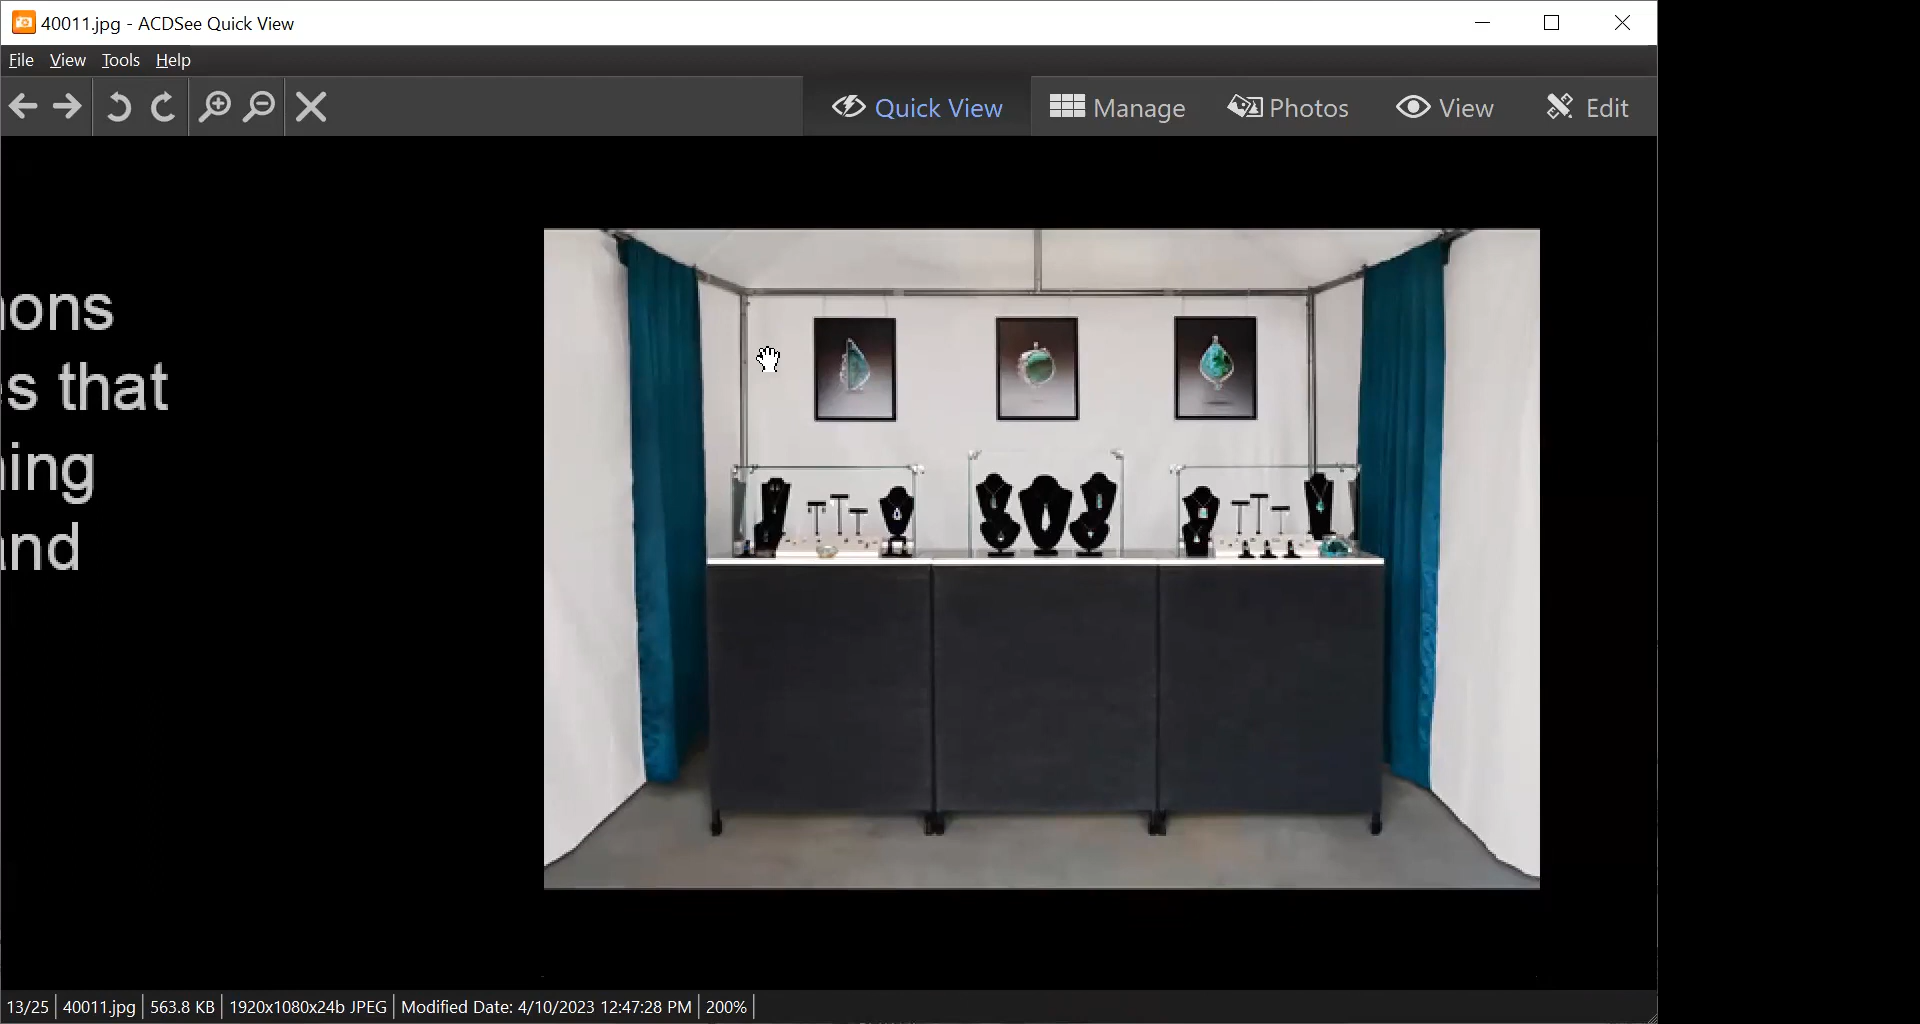 40011.jpg - ACDSee Quick View
File View Tools Help
Quick View Manage Photos View Edit
ons
s that
ing
nd
13/25 40011.jpg 563.8 KB 1920x1080x24b JPEG Modified Date: 4/10/2023 12:47:28 PM 200%